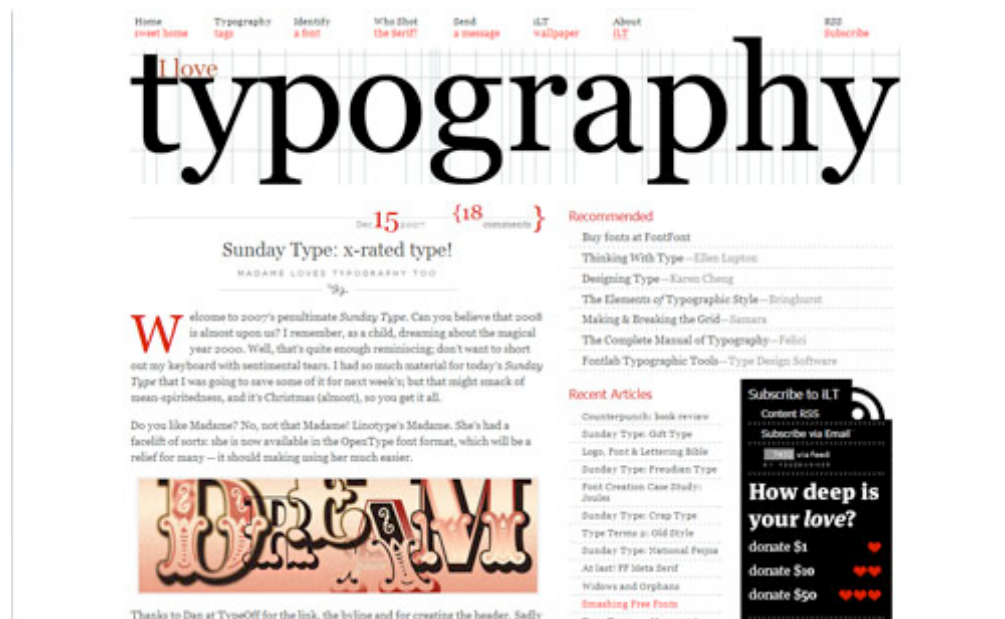 Home Typography Identify Who Shot Send iLT About RSS
sweet home tags a font the Serif? a message wallpaper iLT Subscribe
I love
typography
Dec 15 2007 {18 comments}
Sunday Type: x-rated type!
MADAME LOVES TYPOGRAPHY TOO
Welcome to 2007's penultimate Sunday Type. Can you believe that 2008
is almost upon us? I remember, as a child, dreaming about the magical
year 2000. Well, that's quite enough reminiscing; don't want to short
out my keyboard with sentimental tears. I had so much material for today's Sunday
Type that I was going to save some of it for next week's; but that might smack of
mean-spiritedness, and it's Christmas (almost), so you get it all.
Do you like Madame? No, not that Madame! Linotype's Madame. She's had a
facelift of sorts: she is now available in the OpenType font format, which will be a
relief for many — it should making using her much easier.
DREAM
Thanks to Dan at TypeOff for the link, the byline and for creating the header. Sadly
Recommended
Buy fonts at FontFont
Thinking With Type—Ellen Lupton
Designing Type—Karen Cheng
The Elements of Typographic Style—Bringhurst
Making & Breaking the Grid—Samara
The Complete Manual of Typography—Felici
Fontlab Typographic Tools—Type Design Software
Recent Articles
Counterpunch: book review
Sunday Type: Gift Type
Logo, Font & Lettering Bible
Sunday Type: Freudian Type
Font Creation Case Study:
Joules
Sunday Type: Crap Type
Type Terms 2: Old Style
Sunday Type: National Feijoa
At last! FF Meta Serif
Widows and Orphans
Smashing Free Fonts
Subscribe to iLT
Content RSS
Subscribe via Email
via feed
How deep is
your love?
donate $1
donate $10
donate $50